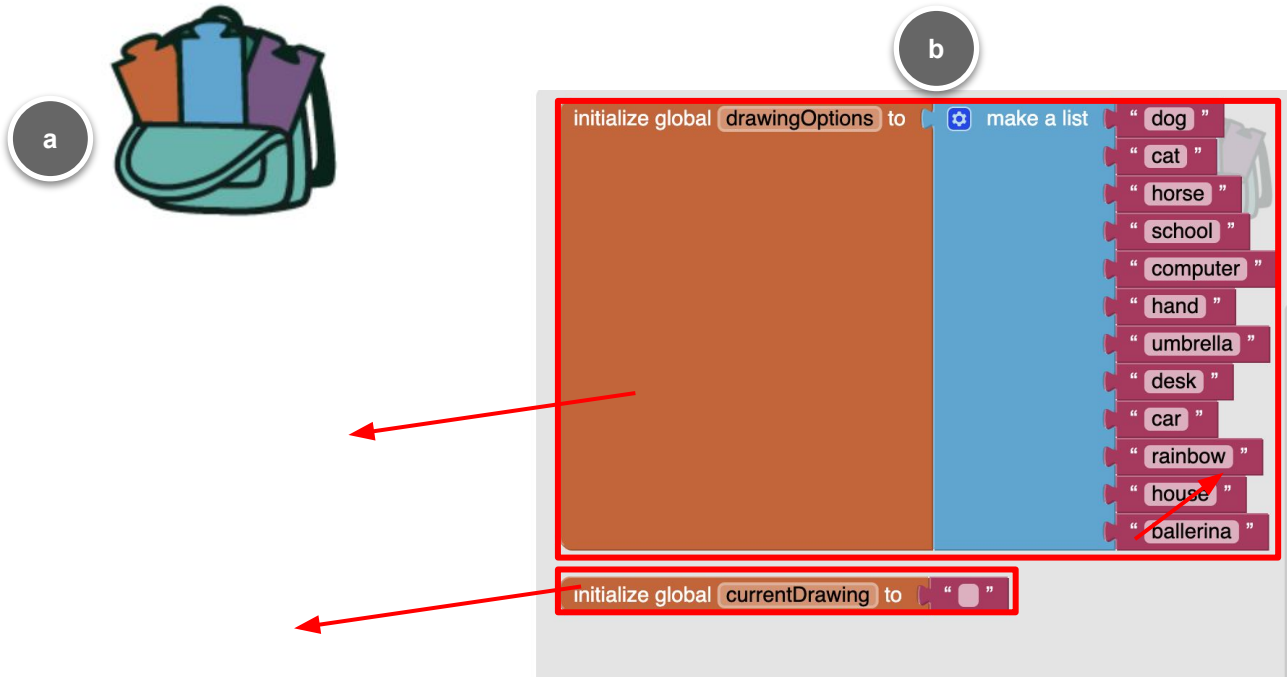 a
b
initialize global drawingOptions to make a list “ dog ”
“ cat ”
“ horse ”
“ school ”
“ computer ”
“ hand ”
“ umbrella ”
“ desk ”
“ car ”
“ rainbow ”
“ house ”
“ ballerina ”
initialize global currentDrawing to “ ”